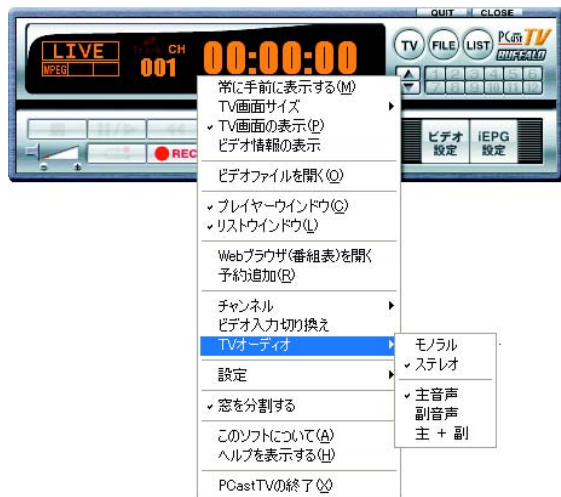 QUIT CLOSE
LIVE
MPEG
CH
001
00:00:00
TV FILE LIST
PCast TV
BUFFALO
1 2 3 4 5 6
7 8 9 10 11 12
REC
ビデオ
設定
iEPG
設定
常に手前に表示する(M)
TV画面サイズ
TV画面の表示(P)
ビデオ情報の表示
ビデオファイルを開く(O)
プレイヤーウインドウ(C)
リストウインドウ(L)
Webブラウザ(番組表)を開く
予約追加(R)
チャンネル
ビデオ入力切り換え
TVオーディオ
モノラル
ステレオ
主音声
副音声
主 + 副
設定
窓を分割する
このソフトについて(A)
ヘルプを表示する(H)
PCastTVの終了(X)